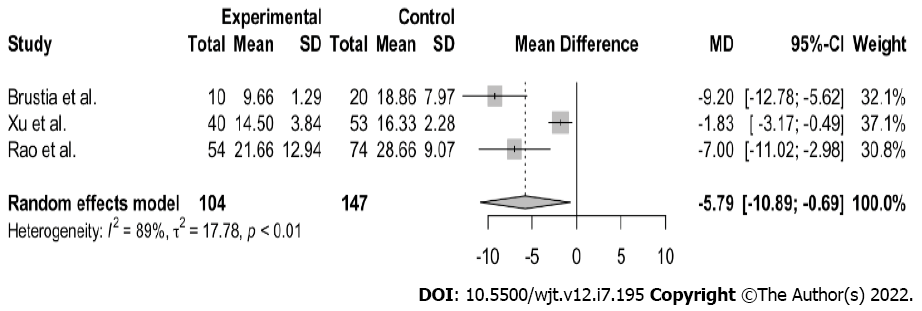 Experimental Control
Study Total Mean SD Total Mean SD Mean Difference MD 95%-CI Weight
Brustia et al. 10 9.66 1.29 20 18.86 7.97 -9.20 [-12.78; -5.62] 32.1%
Xu et al. 40 14.50 3.84 53 16.33 2.28 -1.83 [ -3.17; -0.49] 37.1%
Rao et al. 54 21.66 12.94 74 28.66 9.07 -7.00 [-11.02; -2.98] 30.8%
Random effects model 104 147 -5.79 [-10.89; -0.69] 100.0%
Heterogeneity: I² = 89%, τ² = 17.78, p < 0.01
-10 -5 0 5 10
DOI: 10.5500/wjt.v12.i7.195 Copyright ©The Author(s) 2022.